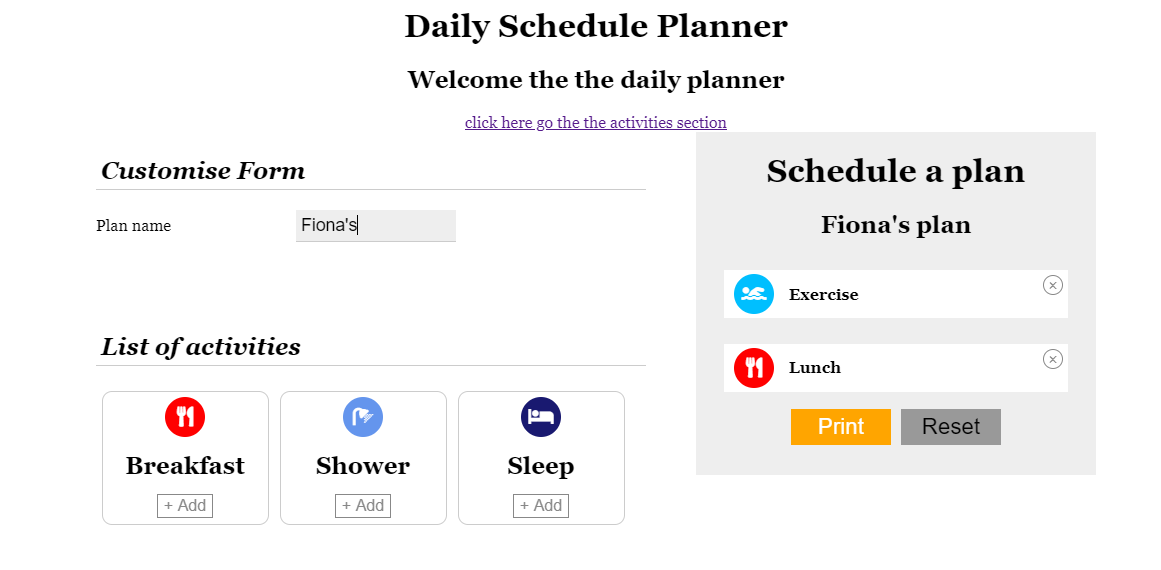 Daily Schedule Planner
Welcome the the daily planner
click here go the the activities section
Customise Form
Plan name
Fiona's
List of activities
Breakfast
+ Add
Shower
+ Add
Sleep
+ Add
Schedule a plan
Fiona's plan
Exercise
Lunch
Print
Reset